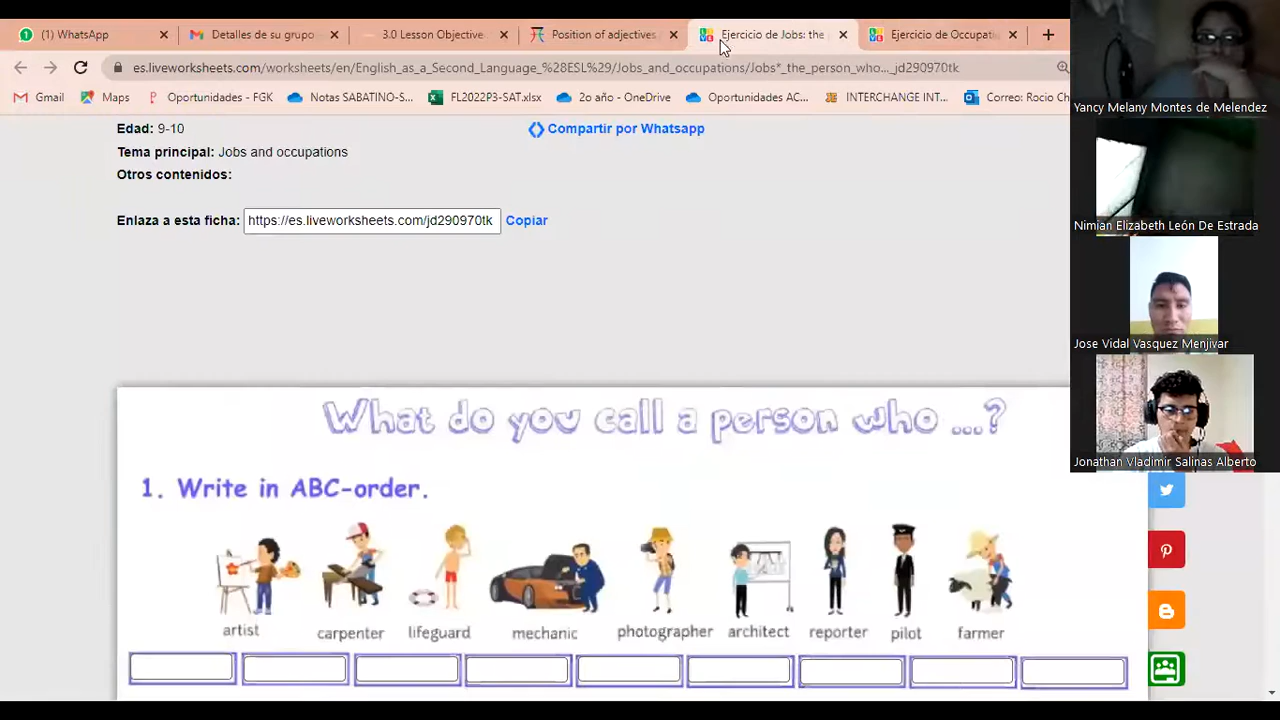 (1) WhatsApp
Detalles de su grupo
3.0 Lesson Objective
Position of adjectives
Ejercicio de Jobs: the
Ejercicio de Occupati
es.liveworksheets.com/worksheets/en/English_as_a_Second_Language_%28ESL%29/Jobs_and_occupations/Jobs*_the_person_who..._jd290970tk
Gmail
Maps
Oportunidades - FGK
Notas SABATINO-S...
FL2022P3-SAT.xlsx
2o año - OneDrive
Oportunidades AC...
INTERCHANGE INT...
Correo: Rocio Ch
Edad: 9-10
Compartir por Whatsapp
Tema principal: Jobs and occupations
Otros contenidos:
Enlaza a esta ficha: https://es.liveworksheets.com/jd290970tk Copiar
What do you call a person who ...?
1. Write in ABC-order.
artist carpenter lifeguard mechanic photographer architect reporter pilot farmer
Yancy Melany Montes de Melendez
Nimian Elizabeth León De Estrada
Jose Vidal Vasquez Menjivar
Jonathan Vladimir Salinas Alberto